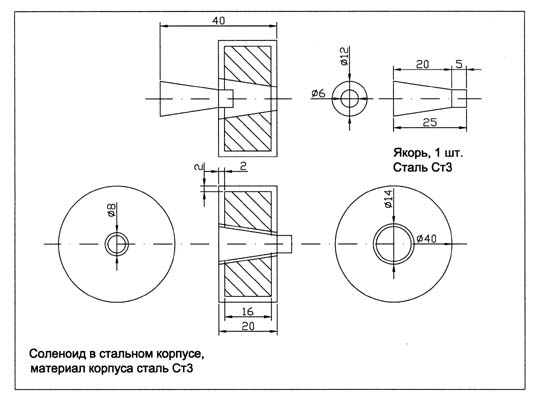 40
Ø12
Ø6
20
5
25
Якорь, 1 шт.
Сталь Ст3
2
2
Ø8
Ø14
Ø40
16
20
Соленоид в стальном корпусе,
материал корпуса сталь Ст3